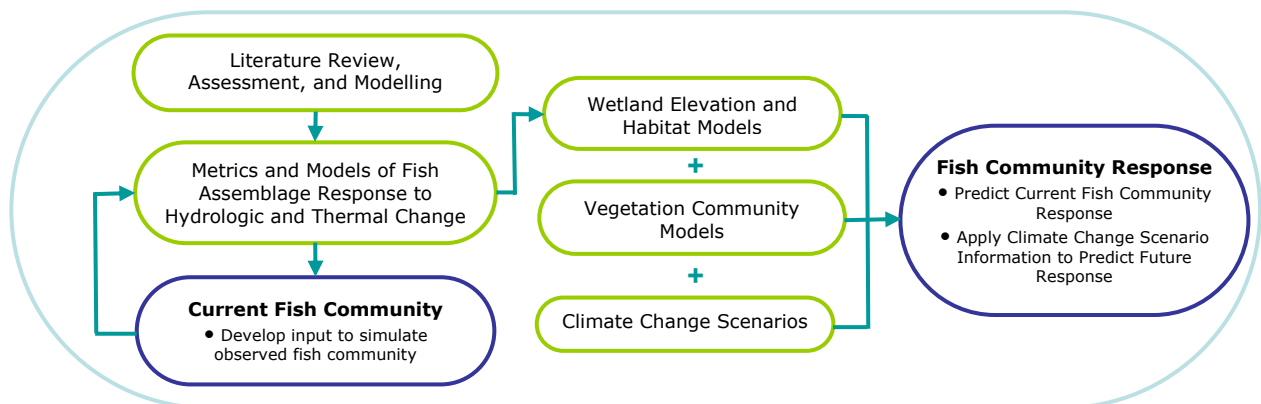 Literature Review,
Assessment, and Modelling
Metrics and Models of Fish
Assemblage Response to
Hydrologic and Thermal Change
Current Fish Community
• Develop input to simulate
observed fish community
Wetland Elevation and
Habitat Models
+
Vegetation Community
Models
+
Climate Change Scenarios
Fish Community Response
• Predict Current Fish Community
Response
• Apply Climate Change Scenario
Information to Predict Future
Response